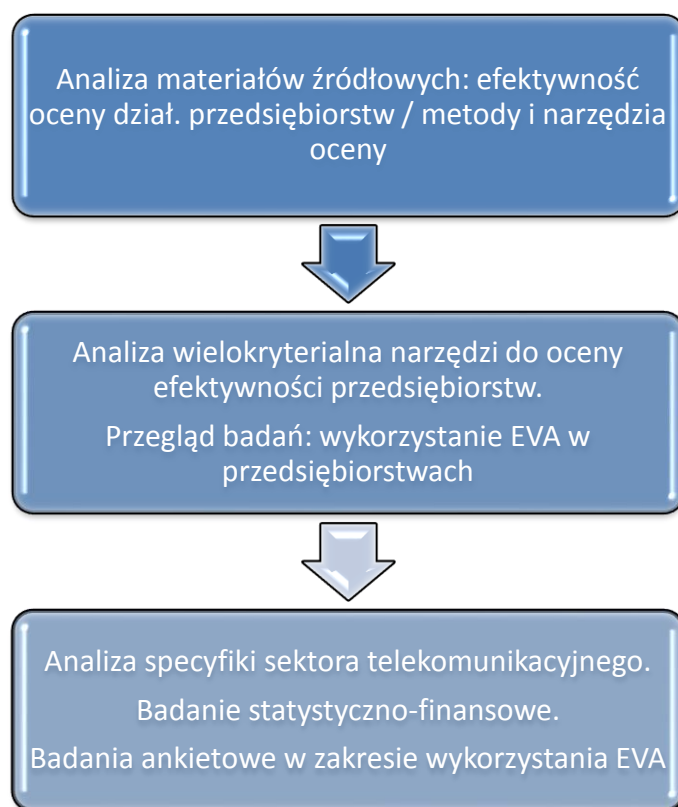 Analiza materiałów źródłowych: efektywność
oceny dział. przedsiębiorstw / metody i narzędzia
oceny
Analiza wielokryterialna narzędzi do oceny
efektywności przedsiębiorstw.
Przegląd badań: wykorzystanie EVA w
przedsiębiorstwach
Analiza specyfiki sektora telekomunikacyjnego.
Badanie statystyczno-finansowe.
Badania ankietowe w zakresie wykorzystania EVA